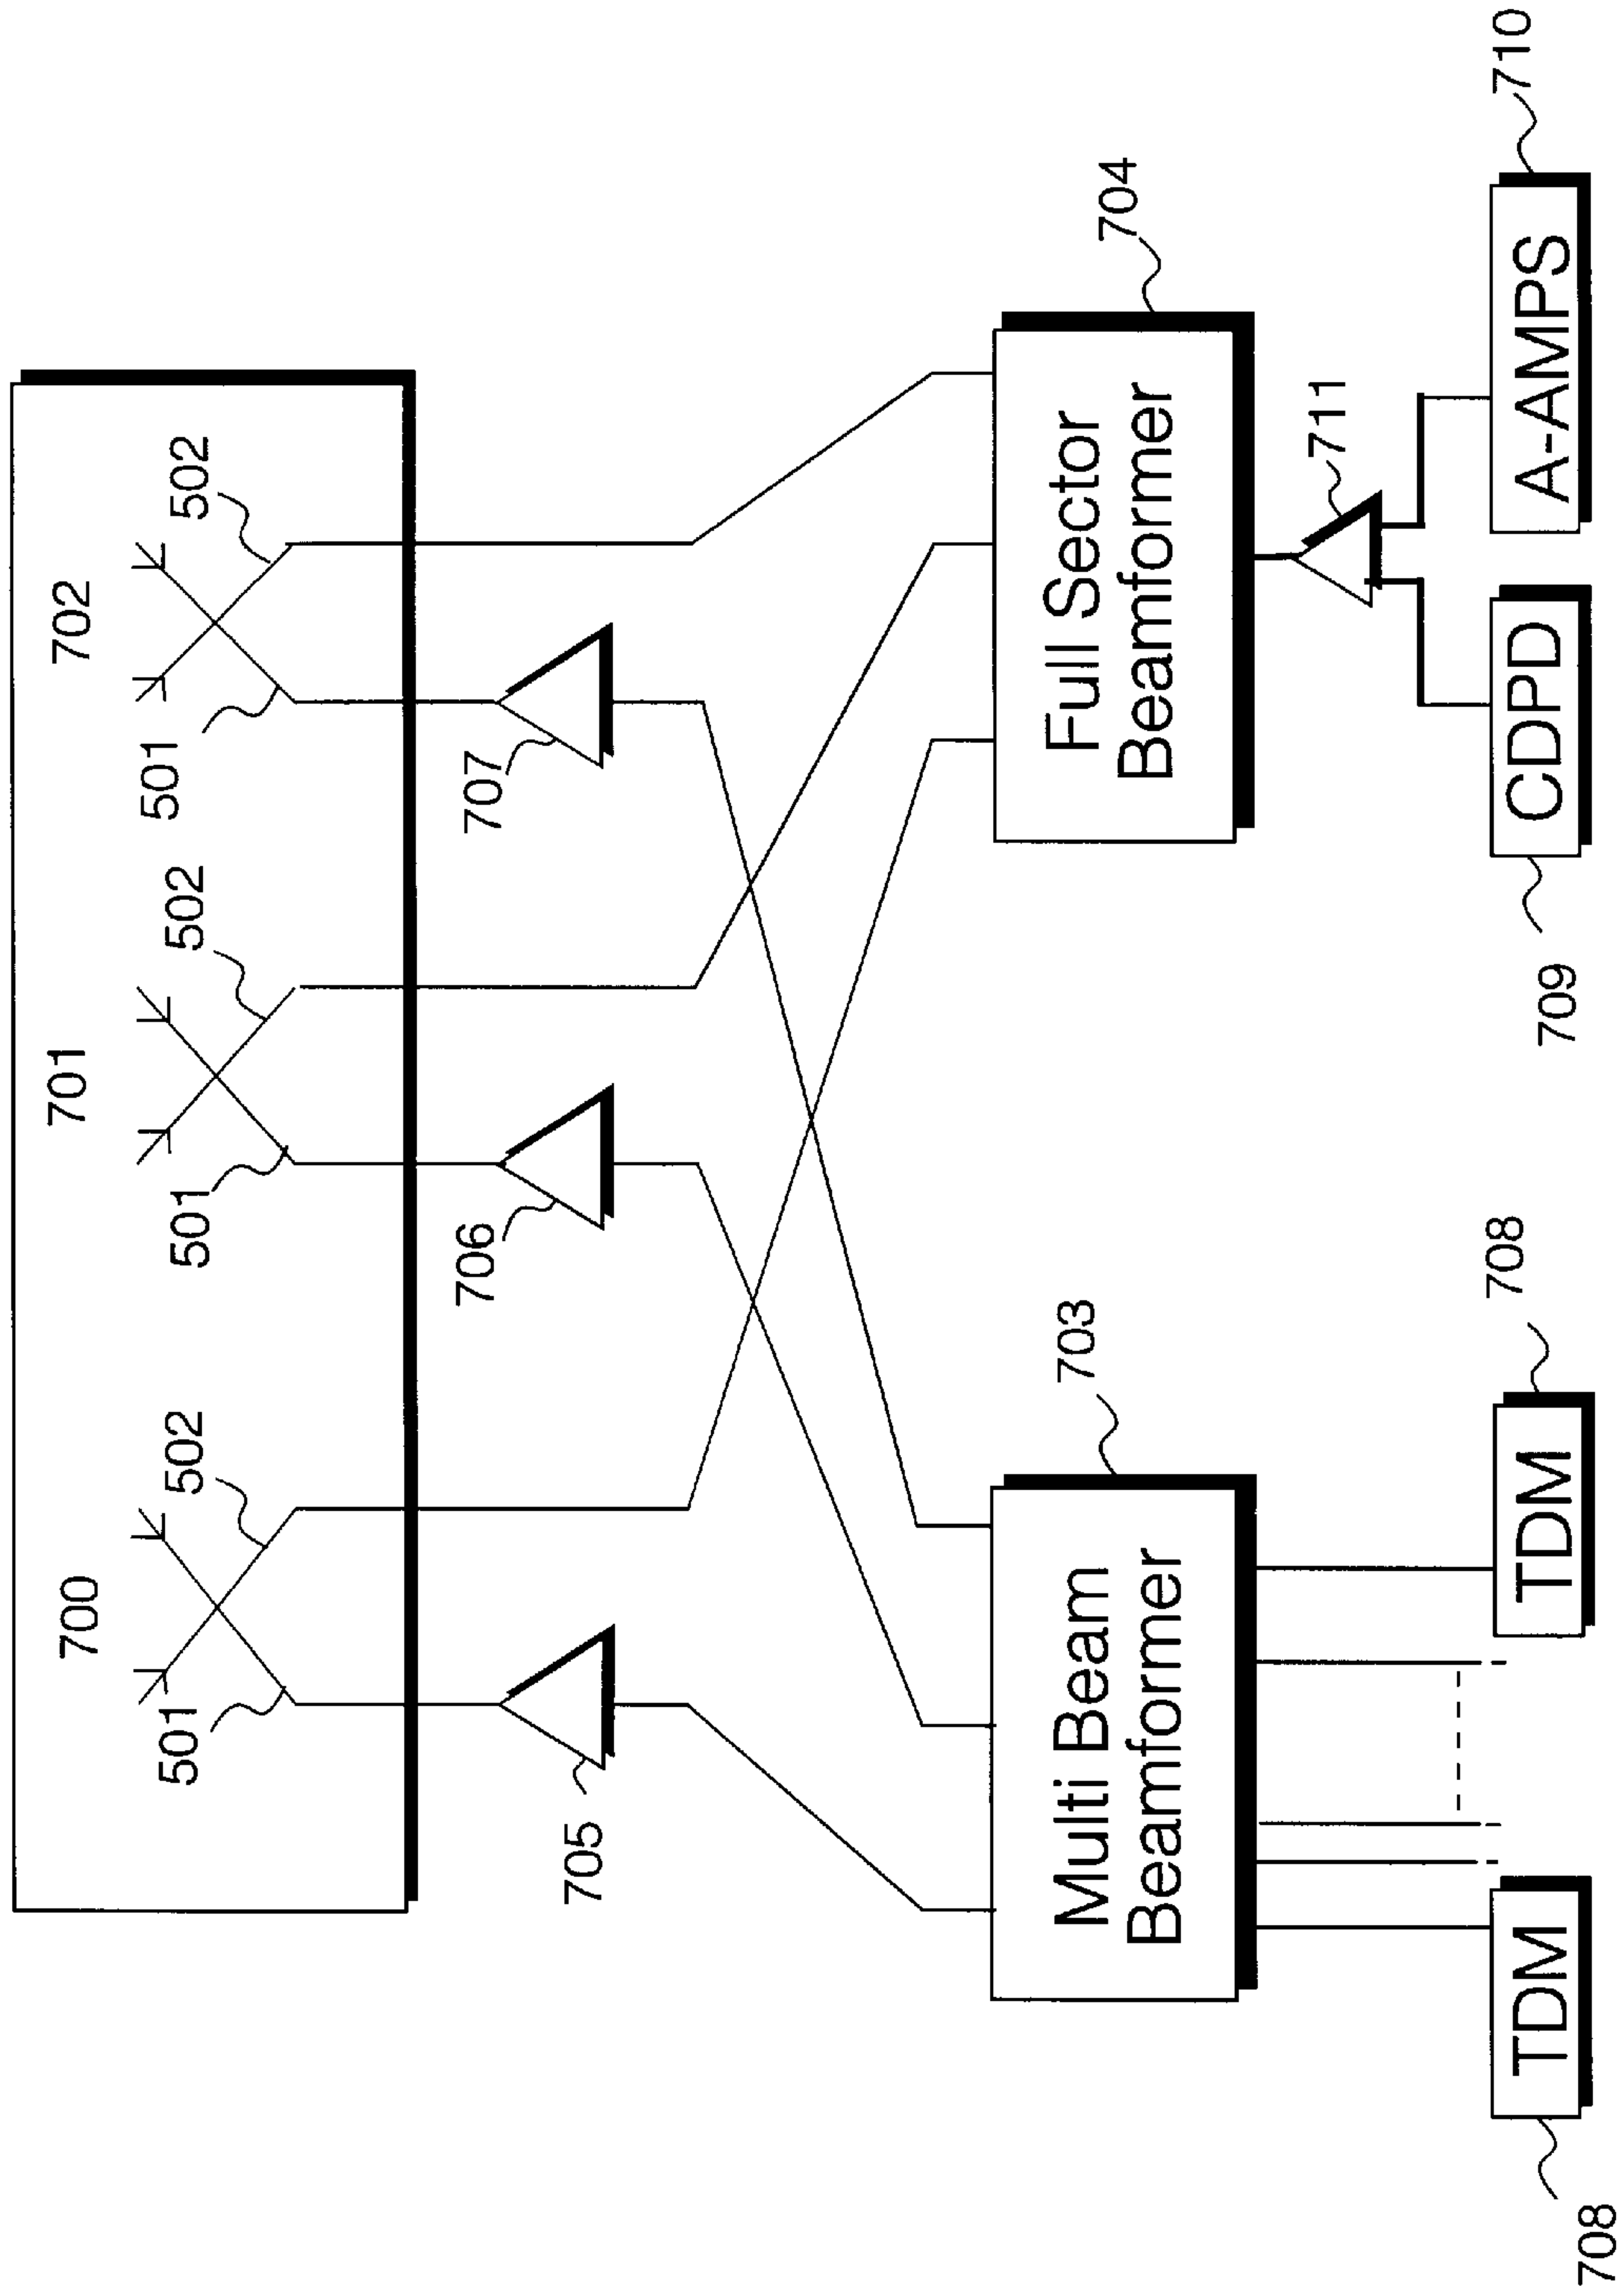 700
701
702
501
502
501
502
501
502
705
706
707
703
704
Multi Beam
Beamformer
Full Sector
Beamformer
711
708
TDM
TDM
708
709
CDPD
A-AMPS
710